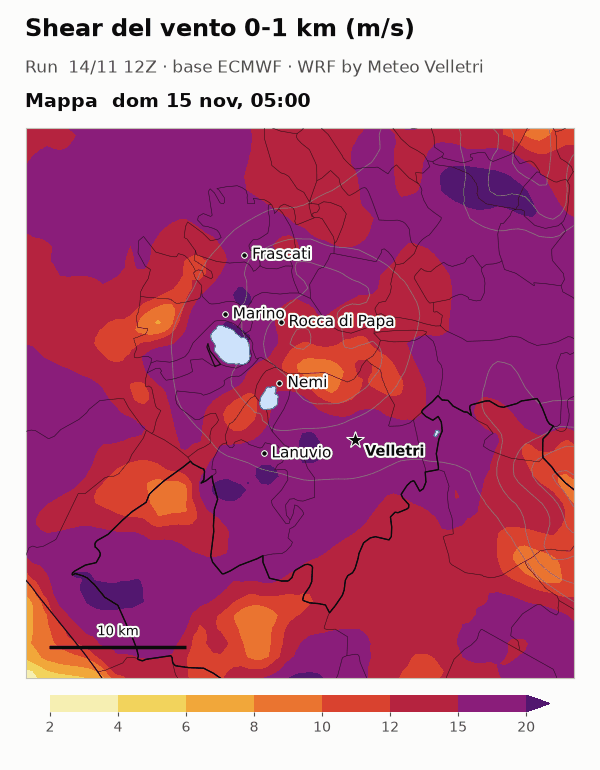 Shear del vento 0-1 km (m/s)
Run  14/11 12Z · base ECMWF · WRF by Meteo Velletri
Mappa  dom 15 nov, 05:00
Frascati
Marino
Rocca di Papa
Nemi
Velletri
Lanuvio
10 km
2 4 6 8 10 12 15 20